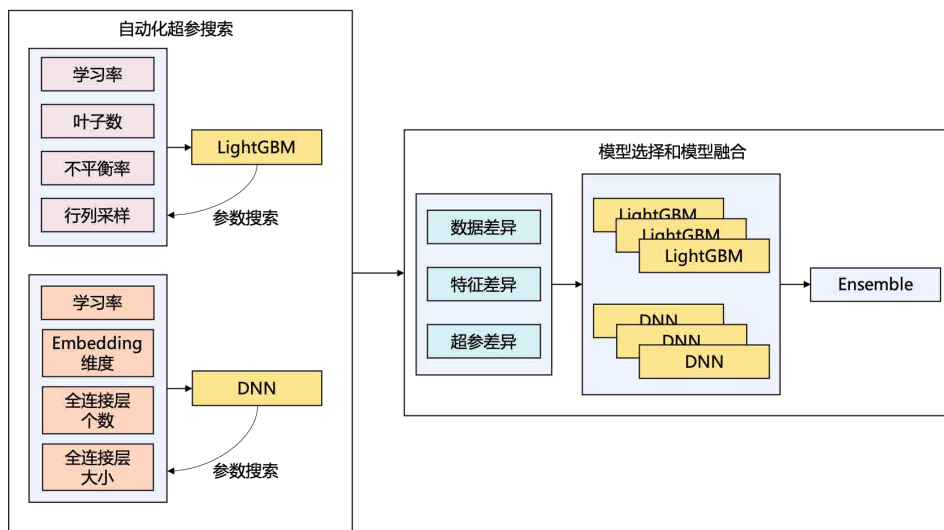 自动化超参搜索
学习率
叶子数
不平衡率
行列采样
LightGBM
参数搜索
学习率
Embedding
维度
全连接层
个数
全连接层
大小
DNN
参数搜索
模型选择和模型融合
数据差异
特征差异
超参差异
LightGBM
LightGBM
LightGBM
DNN
DNN
DNN
Ensemble